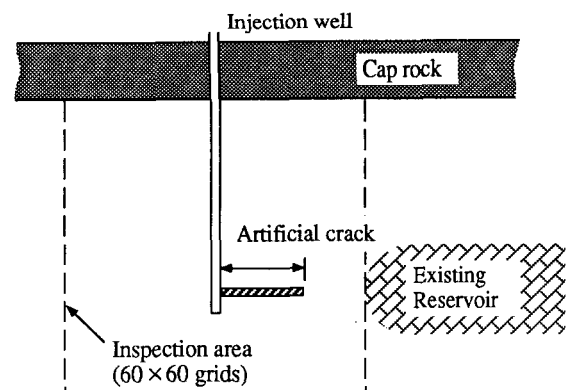 Injection well
Cap rock
Artificial crack
Existing
Reservoir
Inspection area
(60 × 60 grids)